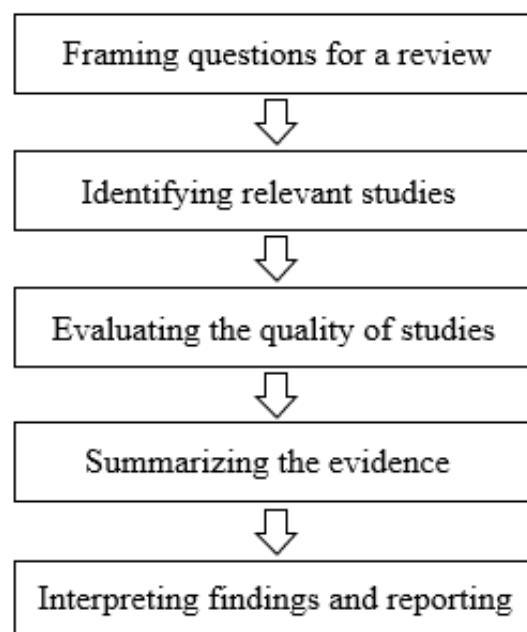 Framing questions for a review
Identifying relevant studies
Evaluating the quality of studies
Summarizing the evidence
Interpreting findings and reporting